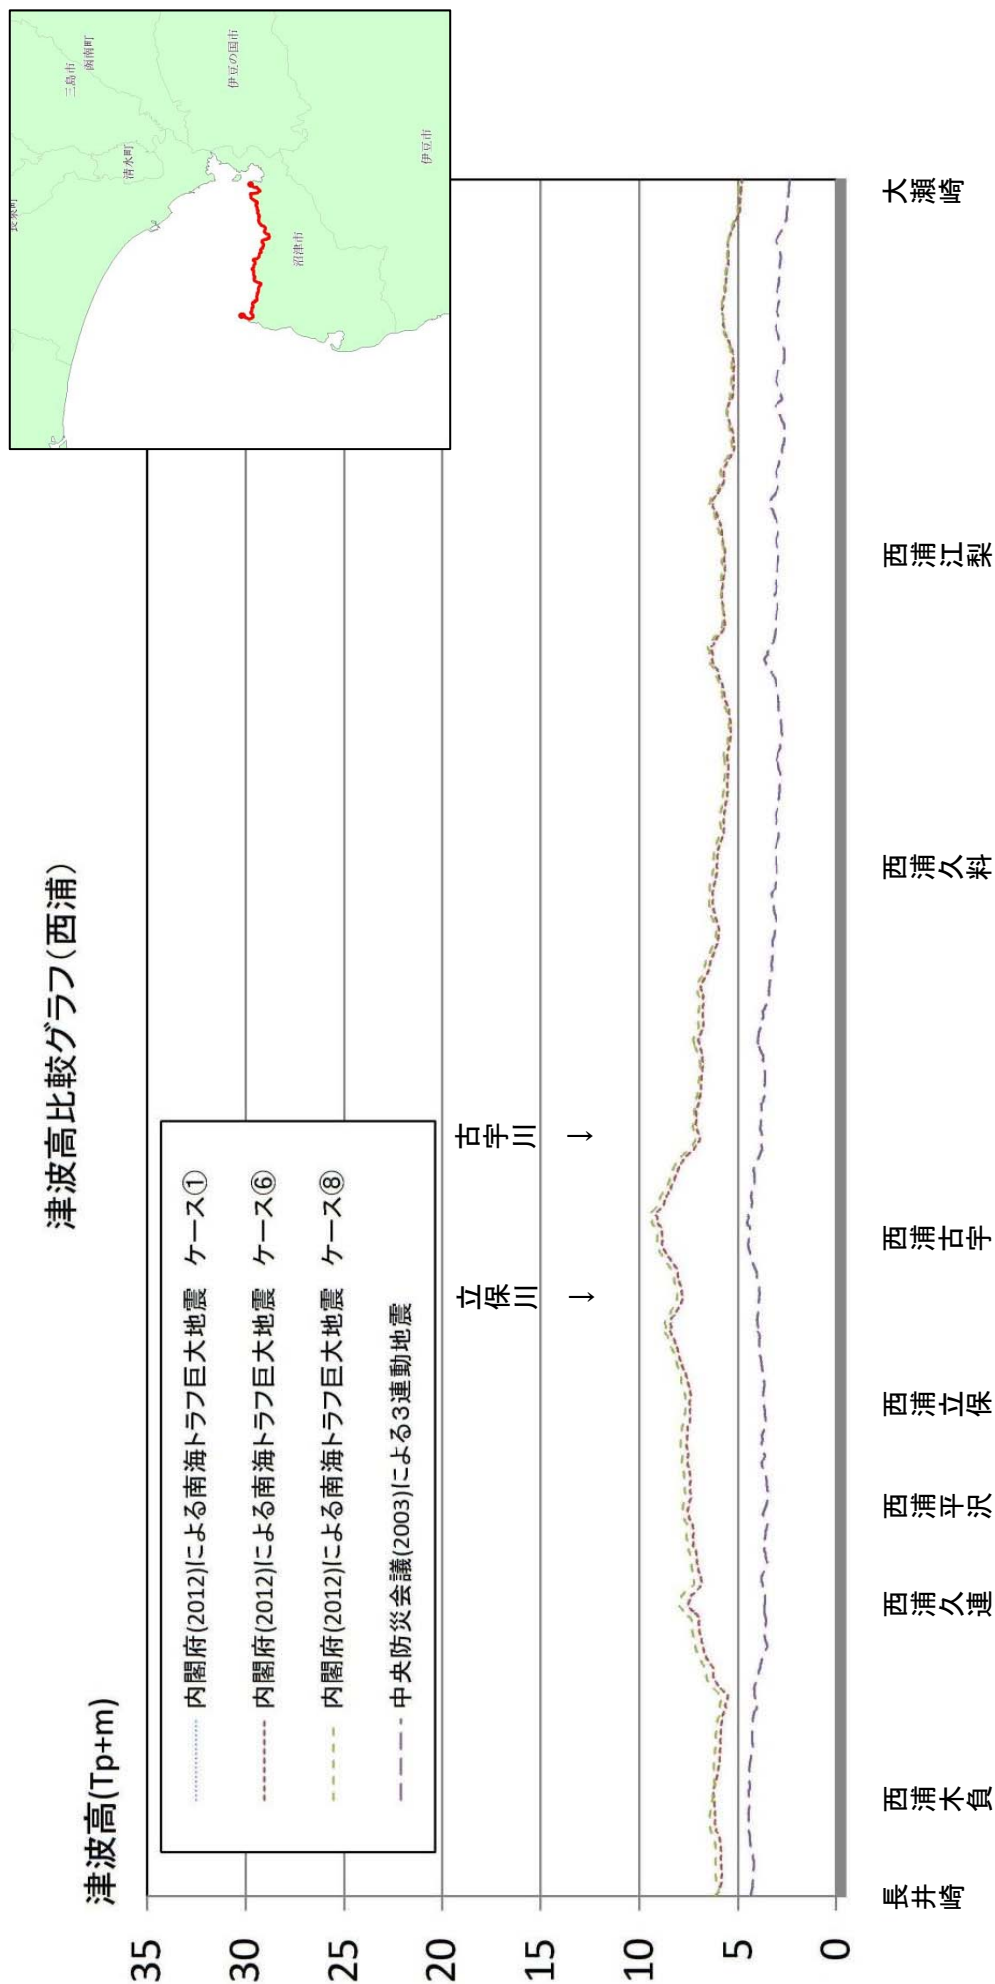 津波高比較グラフ(西浦)
津波高(Tp+m)
内閣府(2012)による南海トラフ巨大地震　ケース①
内閣府(2012)による南海トラフ巨大地震　ケース⑥
内閣府(2012)による南海トラフ巨大地震　ケース⑧
中央防災会議(2003)による3連動地震
35
30
25
20
15
10
5
0
立保川
↓
古宇川
↓
長井崎
西浦木負
西浦久連
西浦平沢
西浦立保
西浦古宇
西浦久料
西浦江梨
大瀬崎
長泉町
三島市
函南町
清水町
伊豆の国市
沼津市
伊豆市